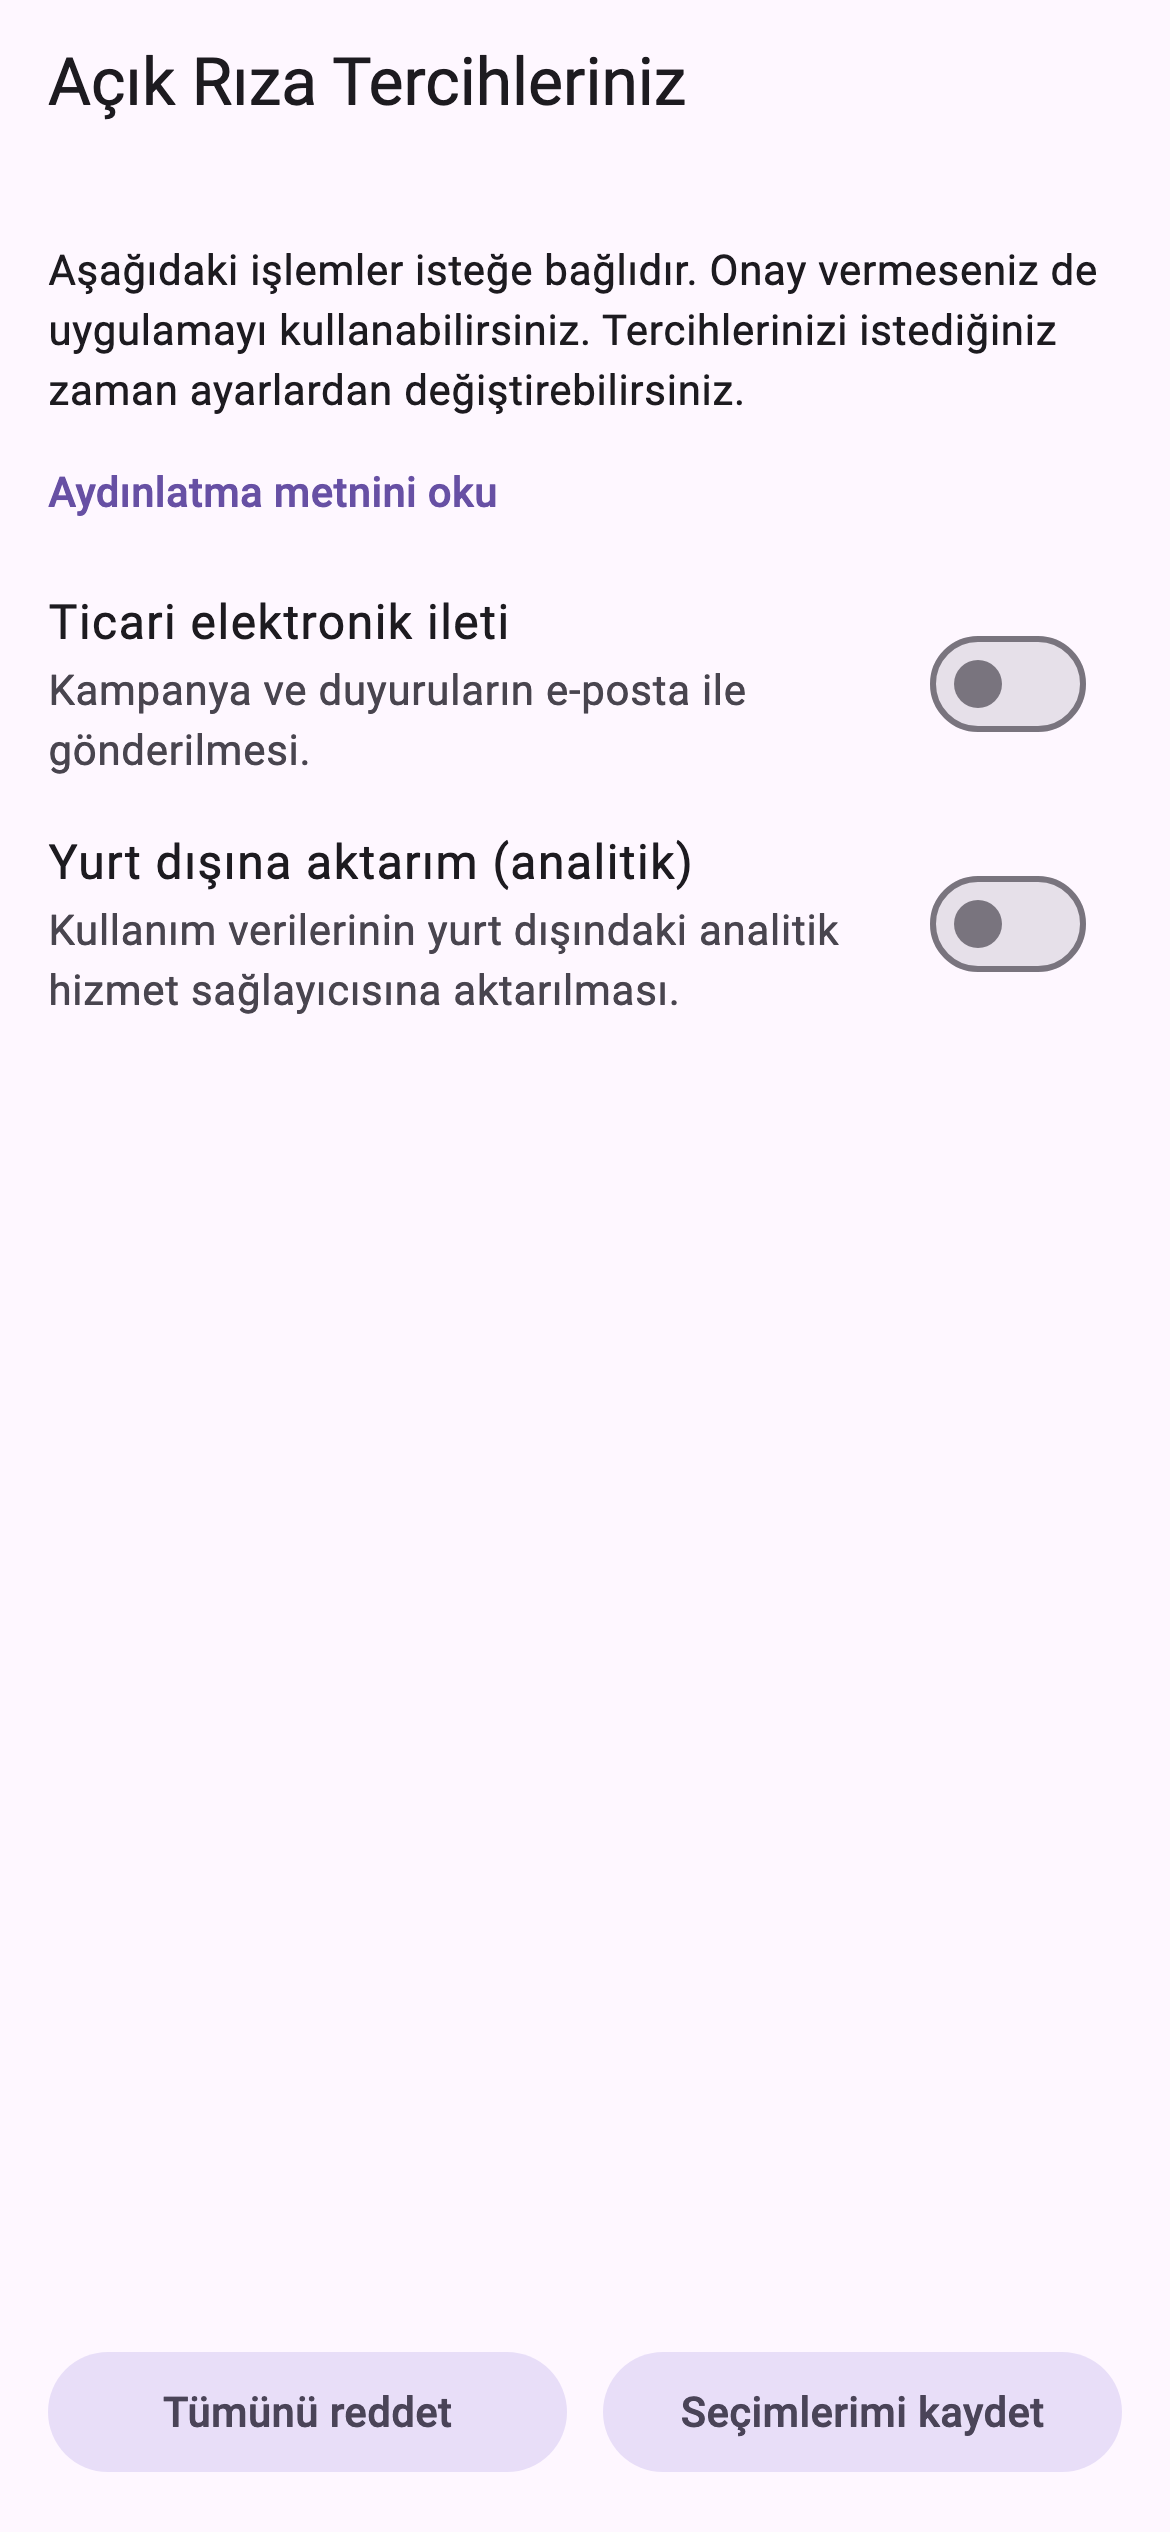 Açık Rıza Tercihleriniz
Aşağıdaki işlemler isteğe bağlıdır. Onay vermeseniz de
uygulamayı kullanabilirsiniz. Tercihlerinizi istediğiniz
zaman ayarlardan değiştirebilirsiniz.
Aydınlatma metnini oku
Ticari elektronik ileti
Kampanya ve duyuruların e-posta ile
gönderilmesi.
Yurt dışına aktarım (analitik)
Kullanım verilerinin yurt dışındaki analitik
hizmet sağlayıcısına aktarılması.
Tümünü reddet
Seçimlerimi kaydet